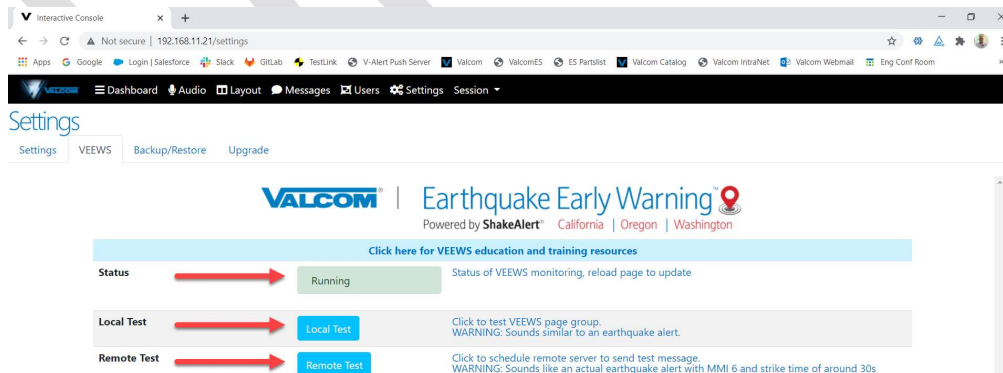 Interactive Console
Not secure | 192.168.11.21/settings
Apps Google Login | Salesforce Slack GitLab TestLink V-Alert Push Server Valcom ValcomES ES Partslist Valcom Catalog Valcom IntraNet Valcom Webmail Eng Conf Room »
VALCOM Dashboard Audio Layout Messages Users Settings Session
Settings
Settings VEEWS Backup/Restore Upgrade
VALCOM® | Earthquake Early Warning™
Powered by ShakeAlert® California | Oregon | Washington
Click here for VEEWS education and training resources
Status Running Status of VEEWS monitoring, reload page to update
Local Test Local Test Click to test VEEWS page group.
WARNING: Sounds similar to an earthquake alert.
Remote Test Remote Test Click to schedule remote server to send test message.
WARNING: Sounds like an actual earthquake alert with MMI 6 and strike time of around 30s